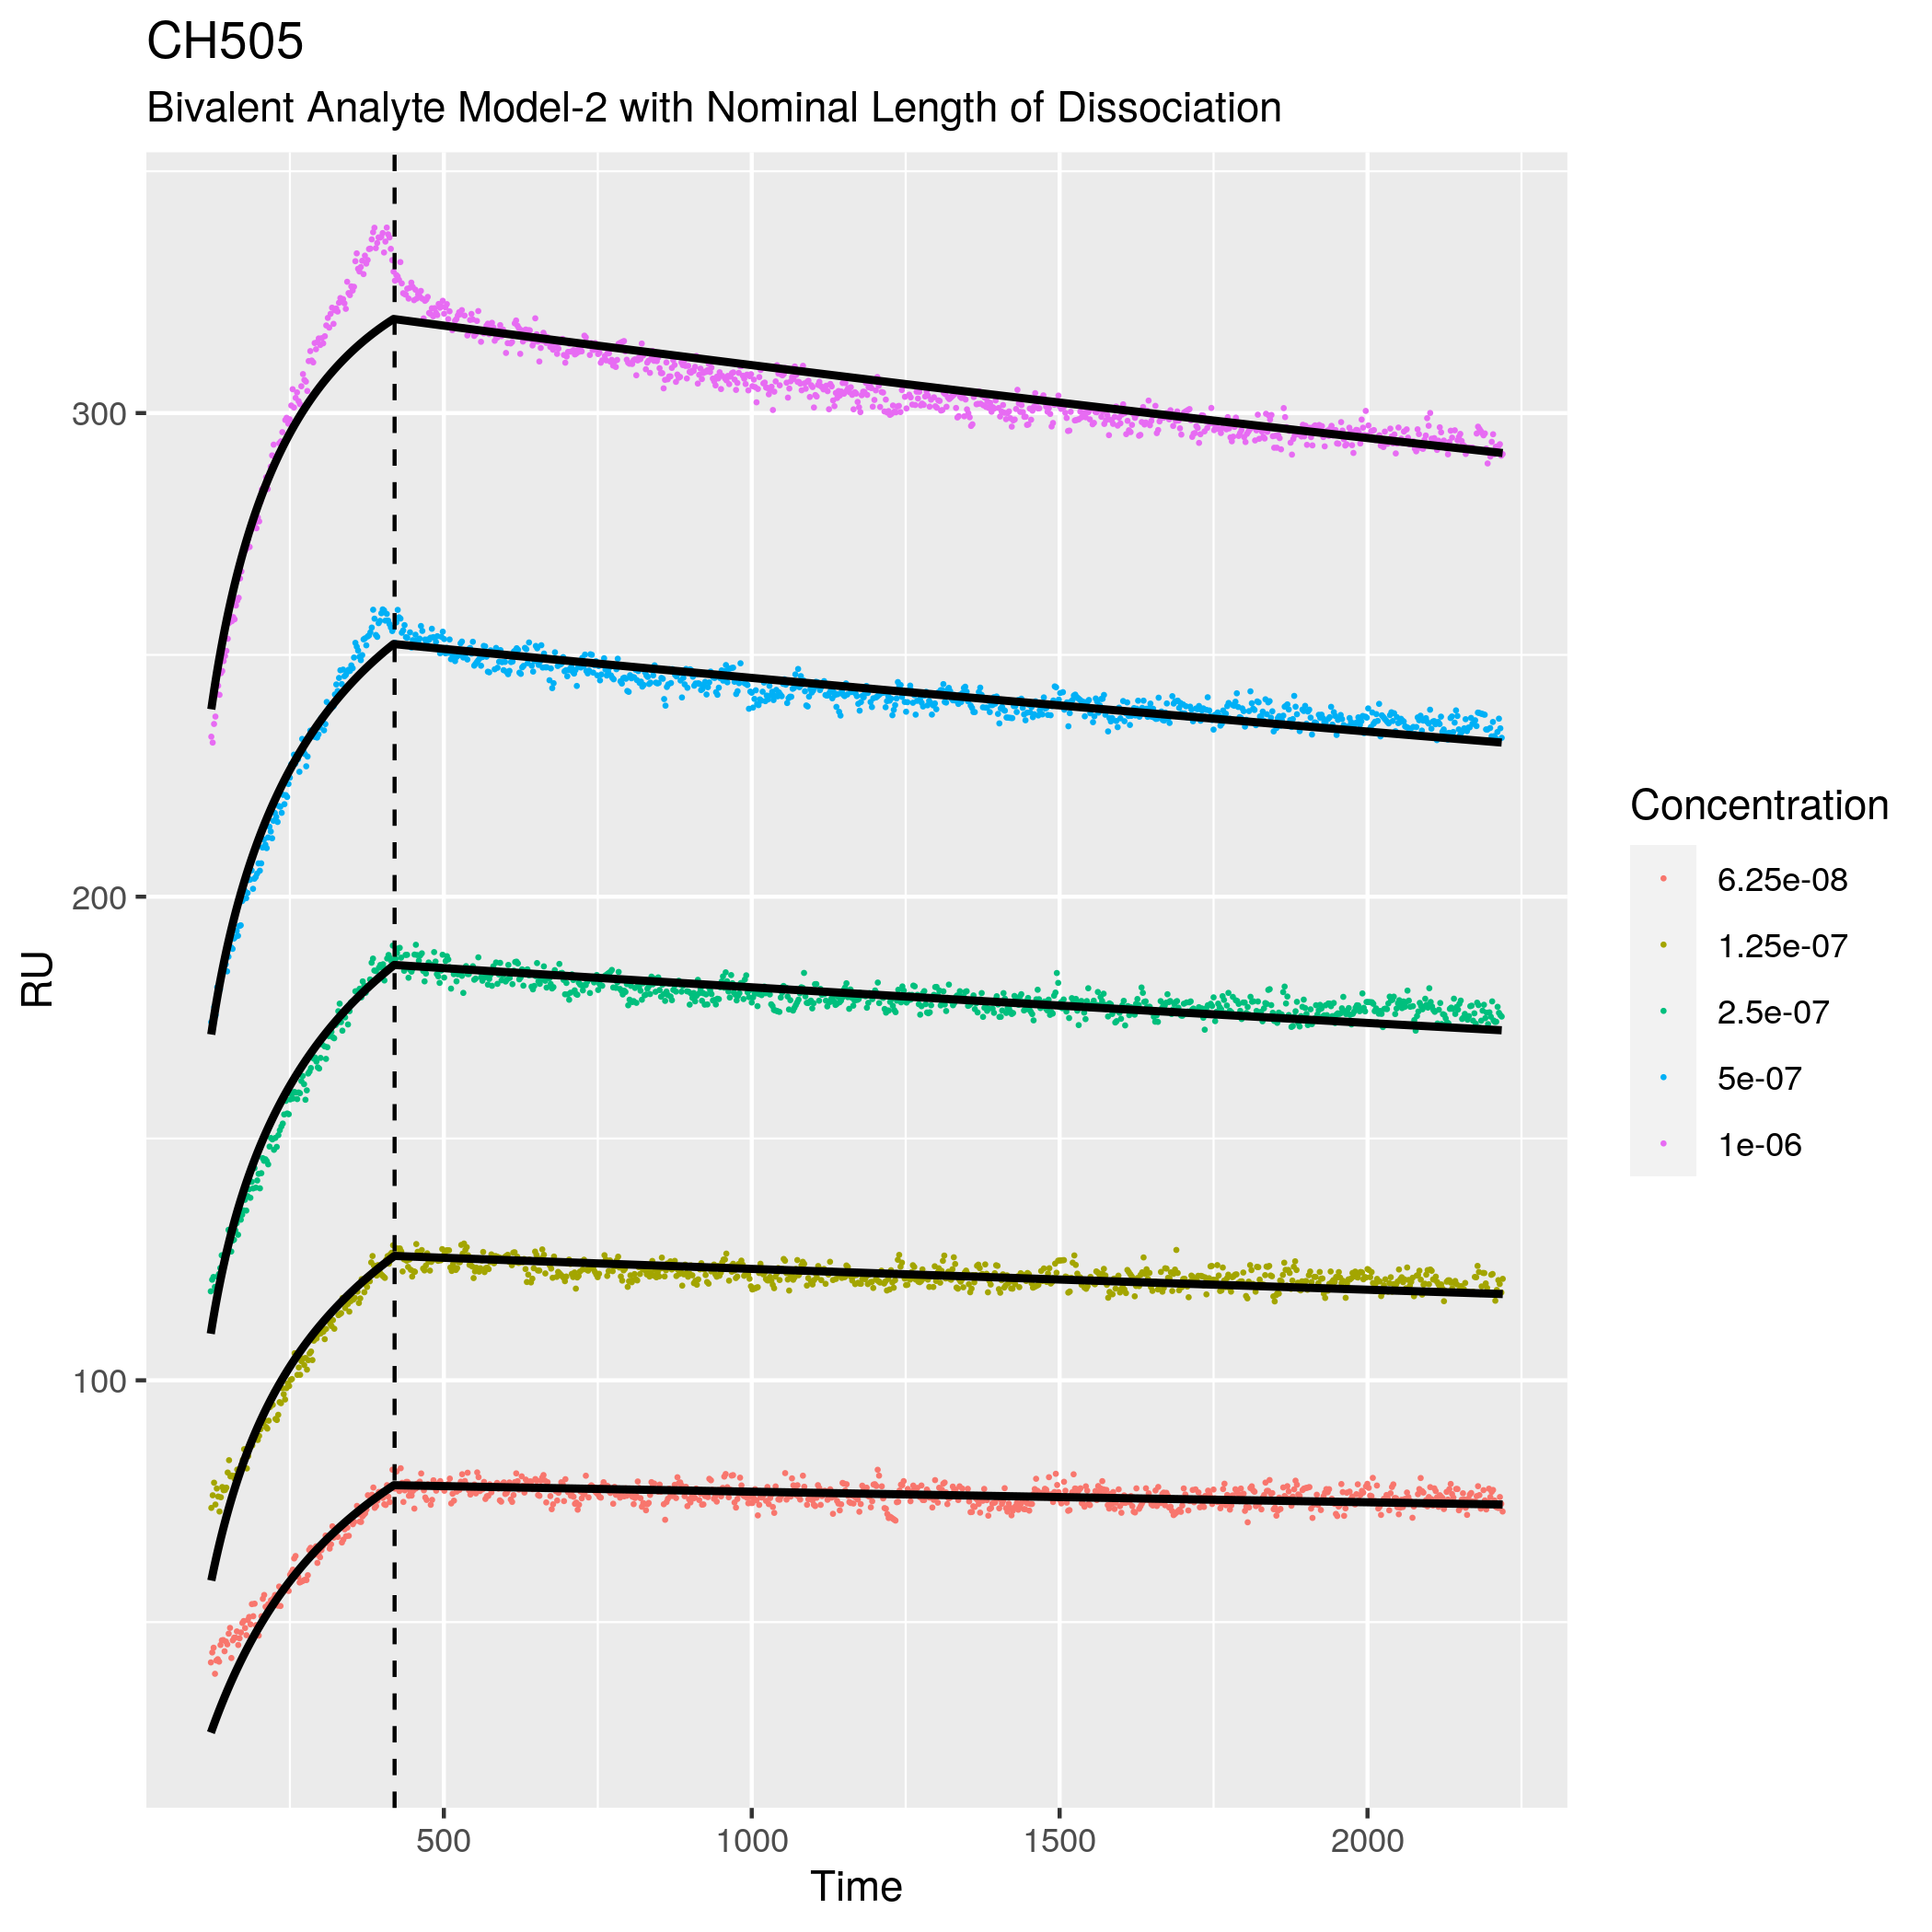 CH505
Bivalent Analyte Model-2 with Nominal Length of Dissociation
RU
300
200
100
500 1000 1500 2000
Time
Concentration
6.25e-08
1.25e-07
2.5e-07
5e-07
1e-06